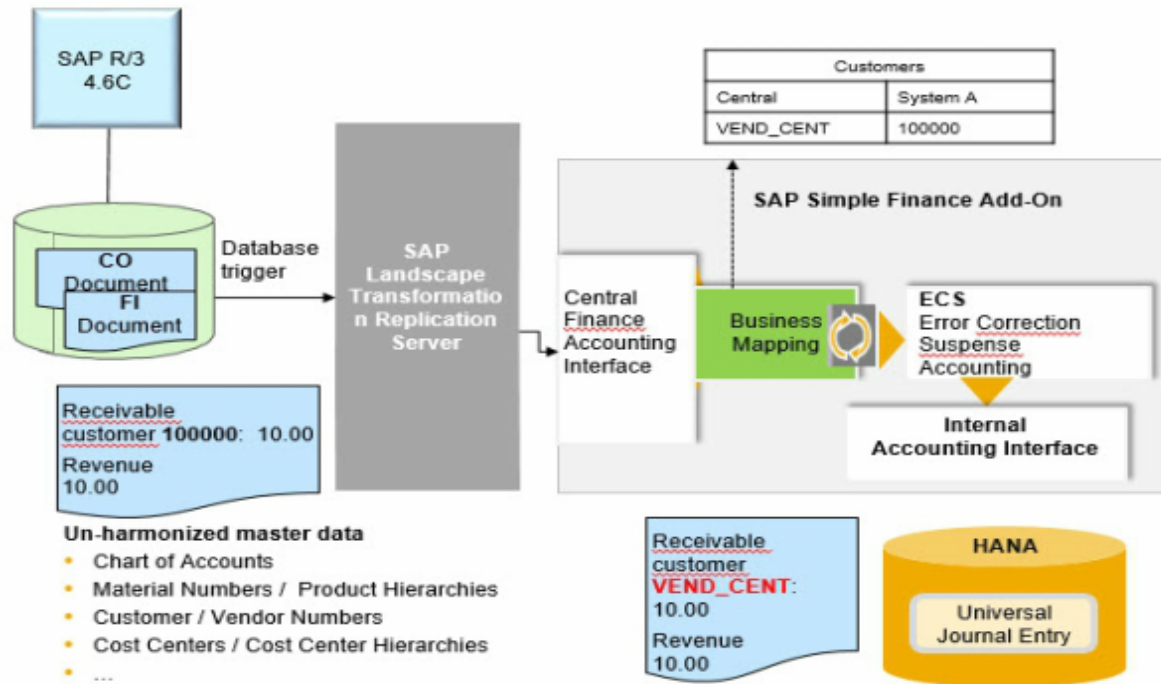 SAP R/3
4.6C
CO
Document
FI
Document
Database
trigger
SAP
Landscape
Transformatio
n Replication
Server
Customers
Central System A
VEND_CENT 100000
SAP Simple Finance Add-On
Central
Finance
Accounting
Interface
Business
Mapping
ECS
Error Correction
Suspense
Accounting
Internal
Accounting Interface
Receivable
customer 100000: 10.00
Revenue
10.00
Un-harmonized master data
• Chart of Accounts
• Material Numbers / Product Hierarchies
• Customer / Vendor Numbers
• Cost Centers / Cost Center Hierarchies
• ...
Receivable
customer
VEND_CENT:
10.00
Revenue
10.00
HANA
Universal
Journal Entry